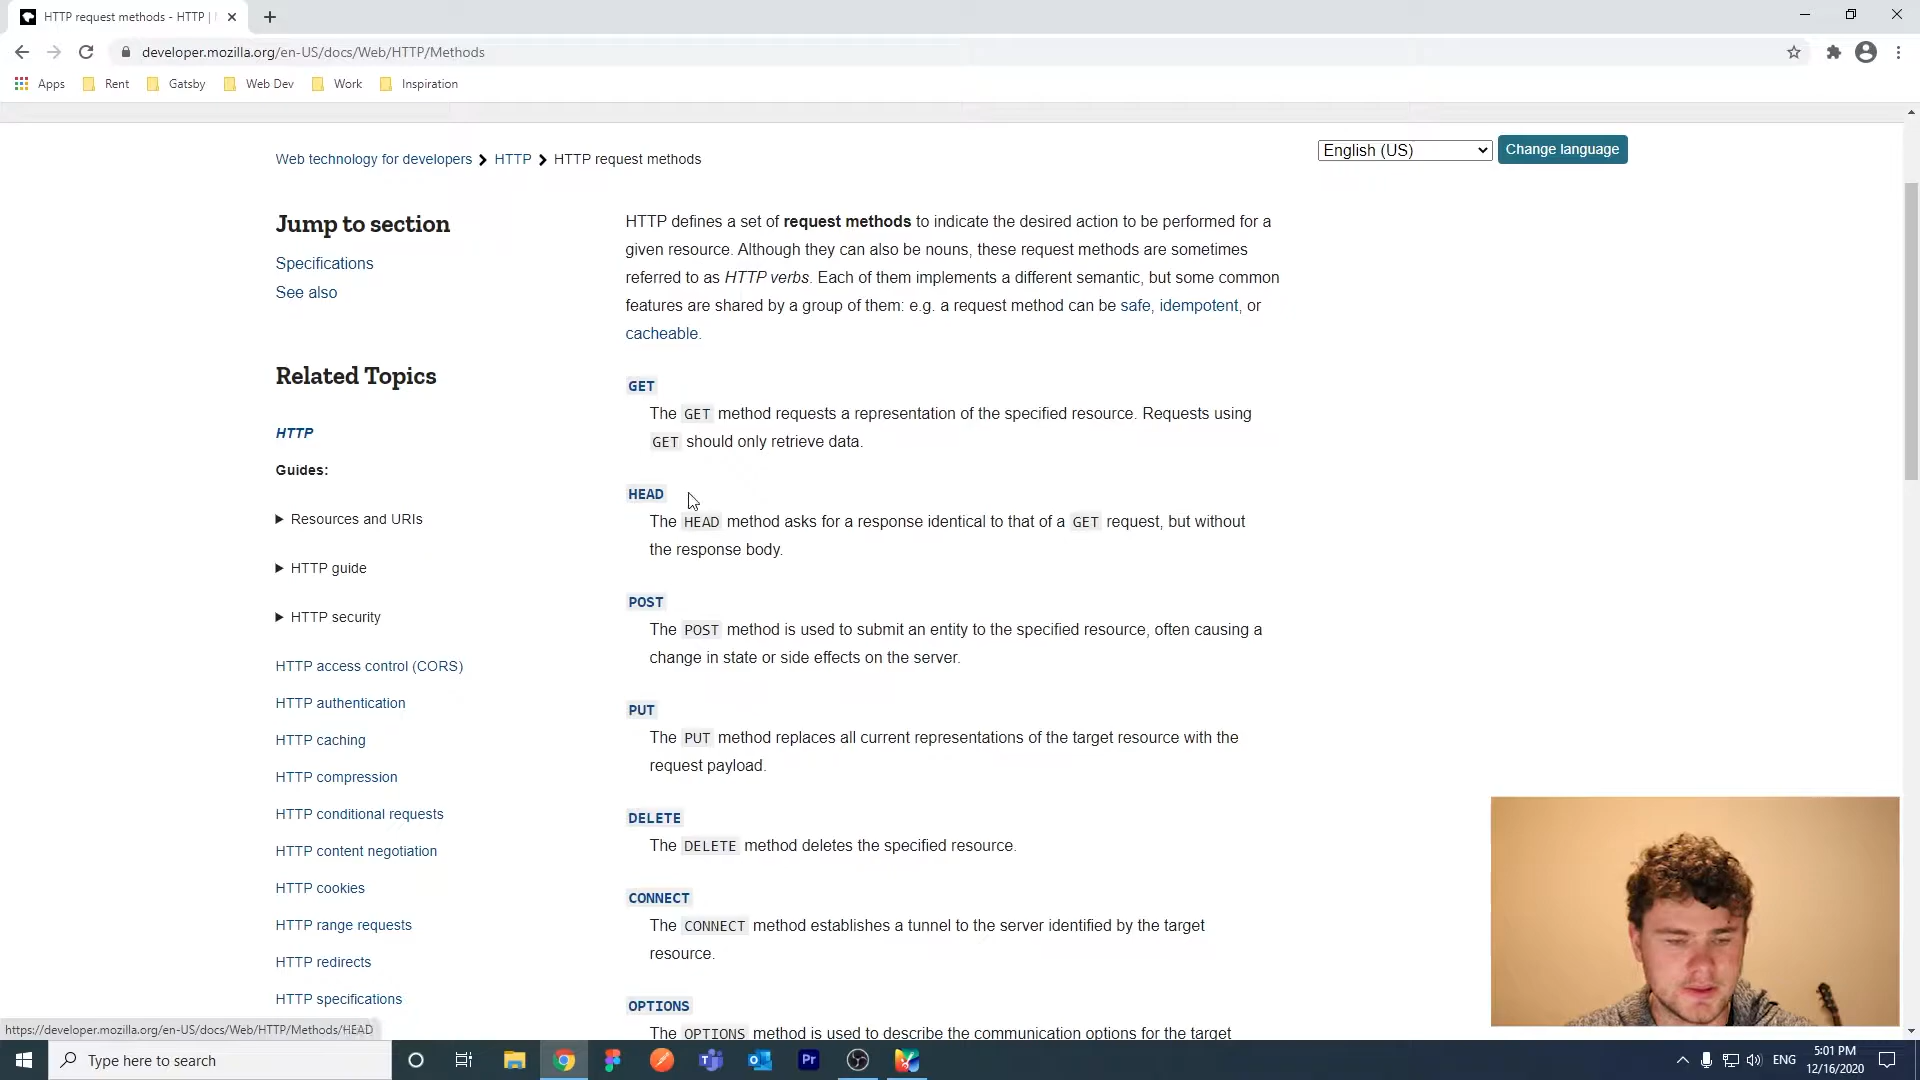 HTTP request methods - HTTP |
developer.mozilla.org/en-US/docs/Web/HTTP/Methods
Apps Rent Gatsby Web Dev Work Inspiration
Web technology for developers HTTP HTTP request methods
English (US)
Change language
Jump to section
Specifications
See also
Related Topics
HTTP
Guides:
Resources and URIs
HTTP guide
HTTP security
HTTP access control (CORS)
HTTP authentication
HTTP caching
HTTP compression
HTTP conditional requests
HTTP content negotiation
HTTP cookies
HTTP range requests
HTTP redirects
HTTP specifications
HTTP defines a set of request methods to indicate the desired action to be performed for a
given resource. Although they can also be nouns, these request methods are sometimes
referred to as HTTP verbs. Each of them implements a different semantic, but some common
features are shared by a group of them: e.g. a request method can be safe, idempotent, or
cacheable.
GET
The GET method requests a representation of the specified resource. Requests using
GET should only retrieve data.
HEAD
The HEAD method asks for a response identical to that of a GET request, but without
the response body.
POST
The POST method is used to submit an entity to the specified resource, often causing a
change in state or side effects on the server.
PUT
The PUT method replaces all current representations of the target resource with the
request payload.
DELETE
The DELETE method deletes the specified resource.
CONNECT
The CONNECT method establishes a tunnel to the server identified by the target
resource.
OPTIONS
The OPTIONS method is used to describe the communication options for the target
https://developer.mozilla.org/en-US/docs/Web/HTTP/Methods/HEAD
Type here to search
Pr
ENG
5:01 PM
12/16/2020